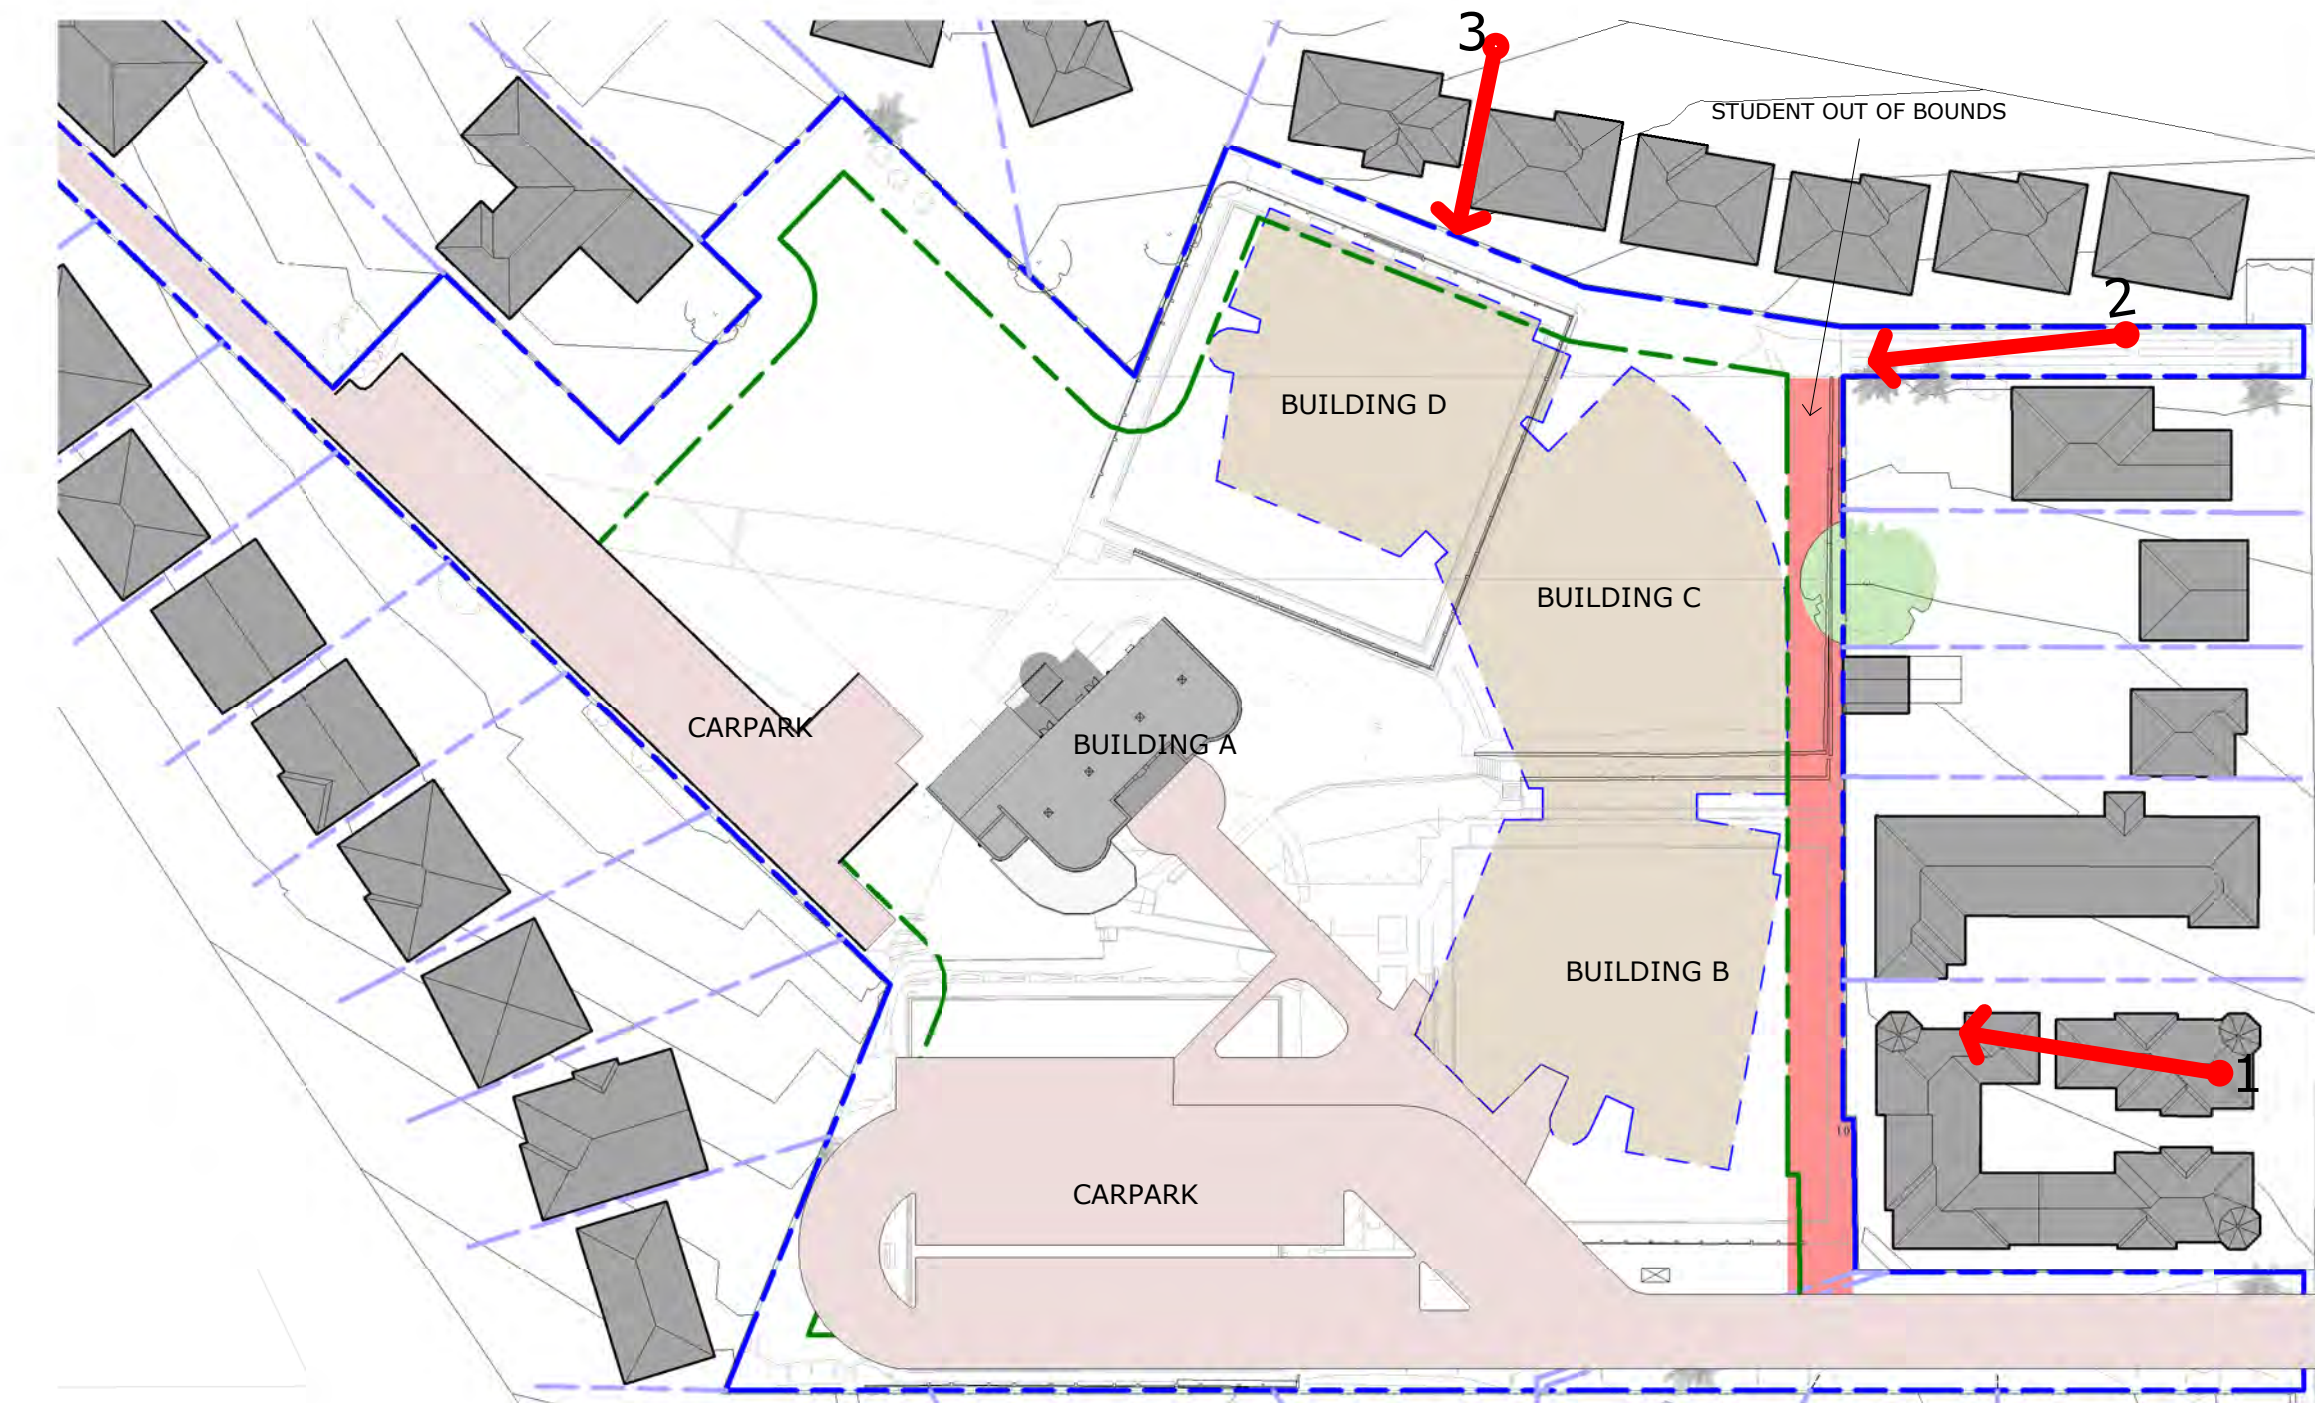 3
STUDENT OUT OF BOUNDS
2
BUILDING D
BUILDING C
CARPARK
BUILDING A
BUILDING B
1
CARPARK